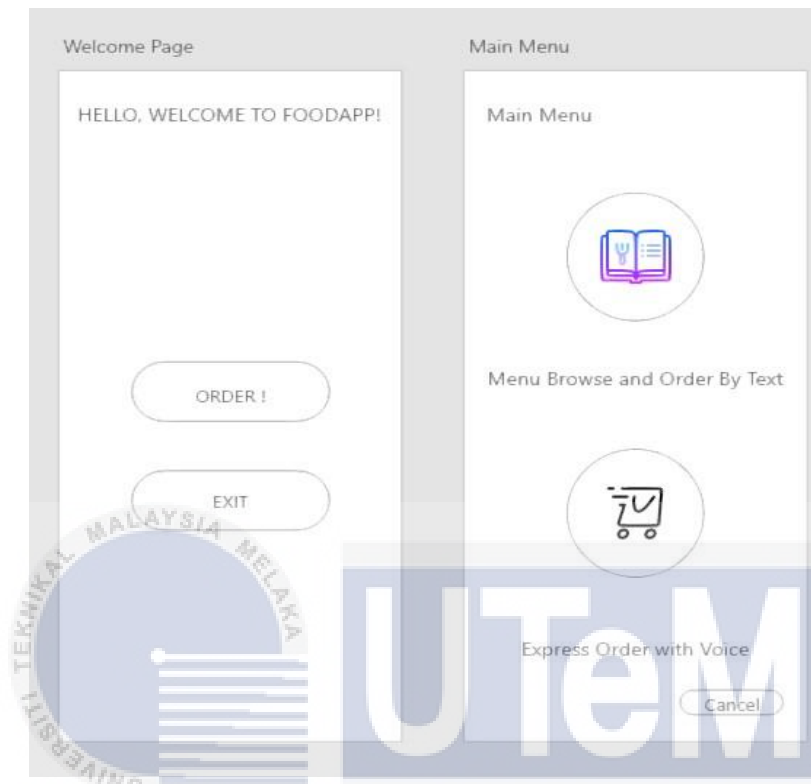 Welcome Page
HELLO, WELCOME TO FOODAPP!
ORDER !
EXIT
Main Menu
Main Menu
Menu Browse and Order By Text
Express Order with Voice
Cancel
UTeM
TEKNIKAL MALAYSIA MELAKA